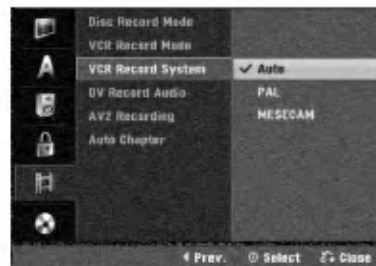 Disc Record Mode
VCR Record Mode
VCR Record System
✓ Auto
DV Record Audio
PAL
AV2 Recording
MESECAM
Auto Chapter
◀ Prev. ⊙ Select Close